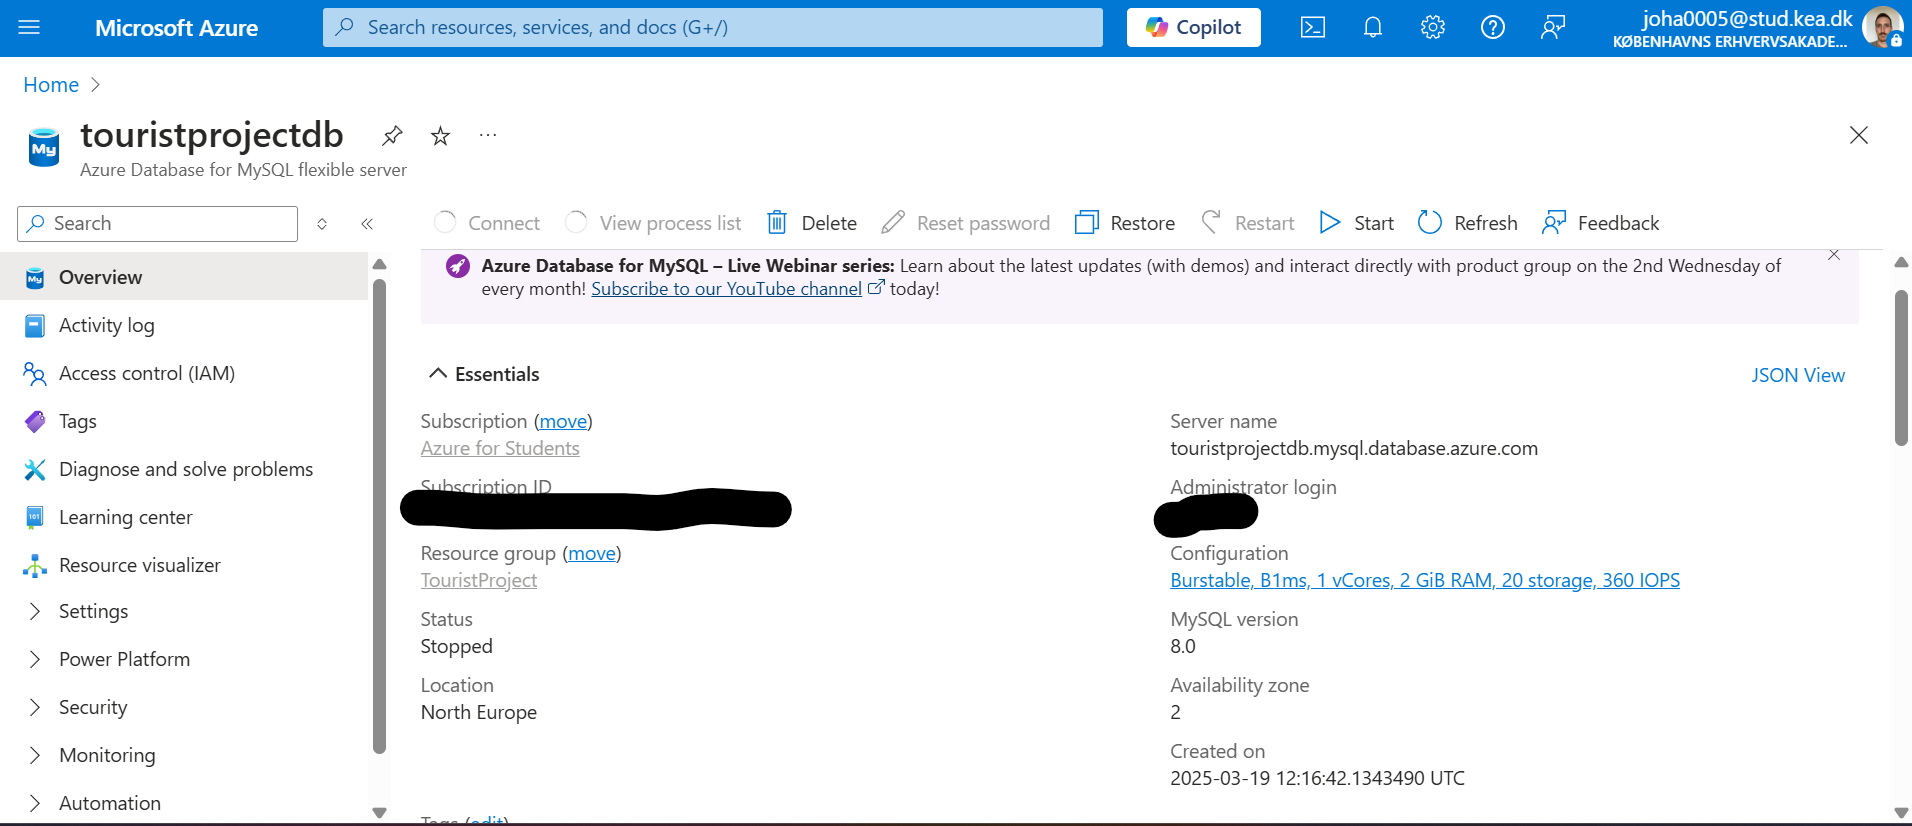 Microsoft Azure
Search resources, services, and docs (G+/)
Copilot
joha0005@stud.kea.dk
KØBENHAVNS ERHVERVSAKADE...
Home
touristprojectdb
Azure Database for MySQL flexible server
Search
Connect
View process list
Delete
Reset password
Restore
Restart
Start
Refresh
Feedback
Overview
Activity log
Access control (IAM)
Tags
Diagnose and solve problems
Learning center
Resource visualizer
Settings
Power Platform
Security
Monitoring
Automation
Azure Database for MySQL – Live Webinar series: Learn about the latest updates (with demos) and interact directly with product group on the 2nd Wednesday of
every month! Subscribe to our YouTube channel today!
Essentials
JSON View
Subscription (move)
Azure for Students
Subscription ID
Resource group (move)
TouristProject
Status
Stopped
Location
North Europe
Server name
touristprojectdb.mysql.database.azure.com
Administrator login
Configuration
Burstable, B1ms, 1 vCores, 2 GiB RAM, 20 storage, 360 IOPS
MySQL version
8.0
Availability zone
2
Created on
2025-03-19 12:16:42.1343490 UTC
Tags (edit)